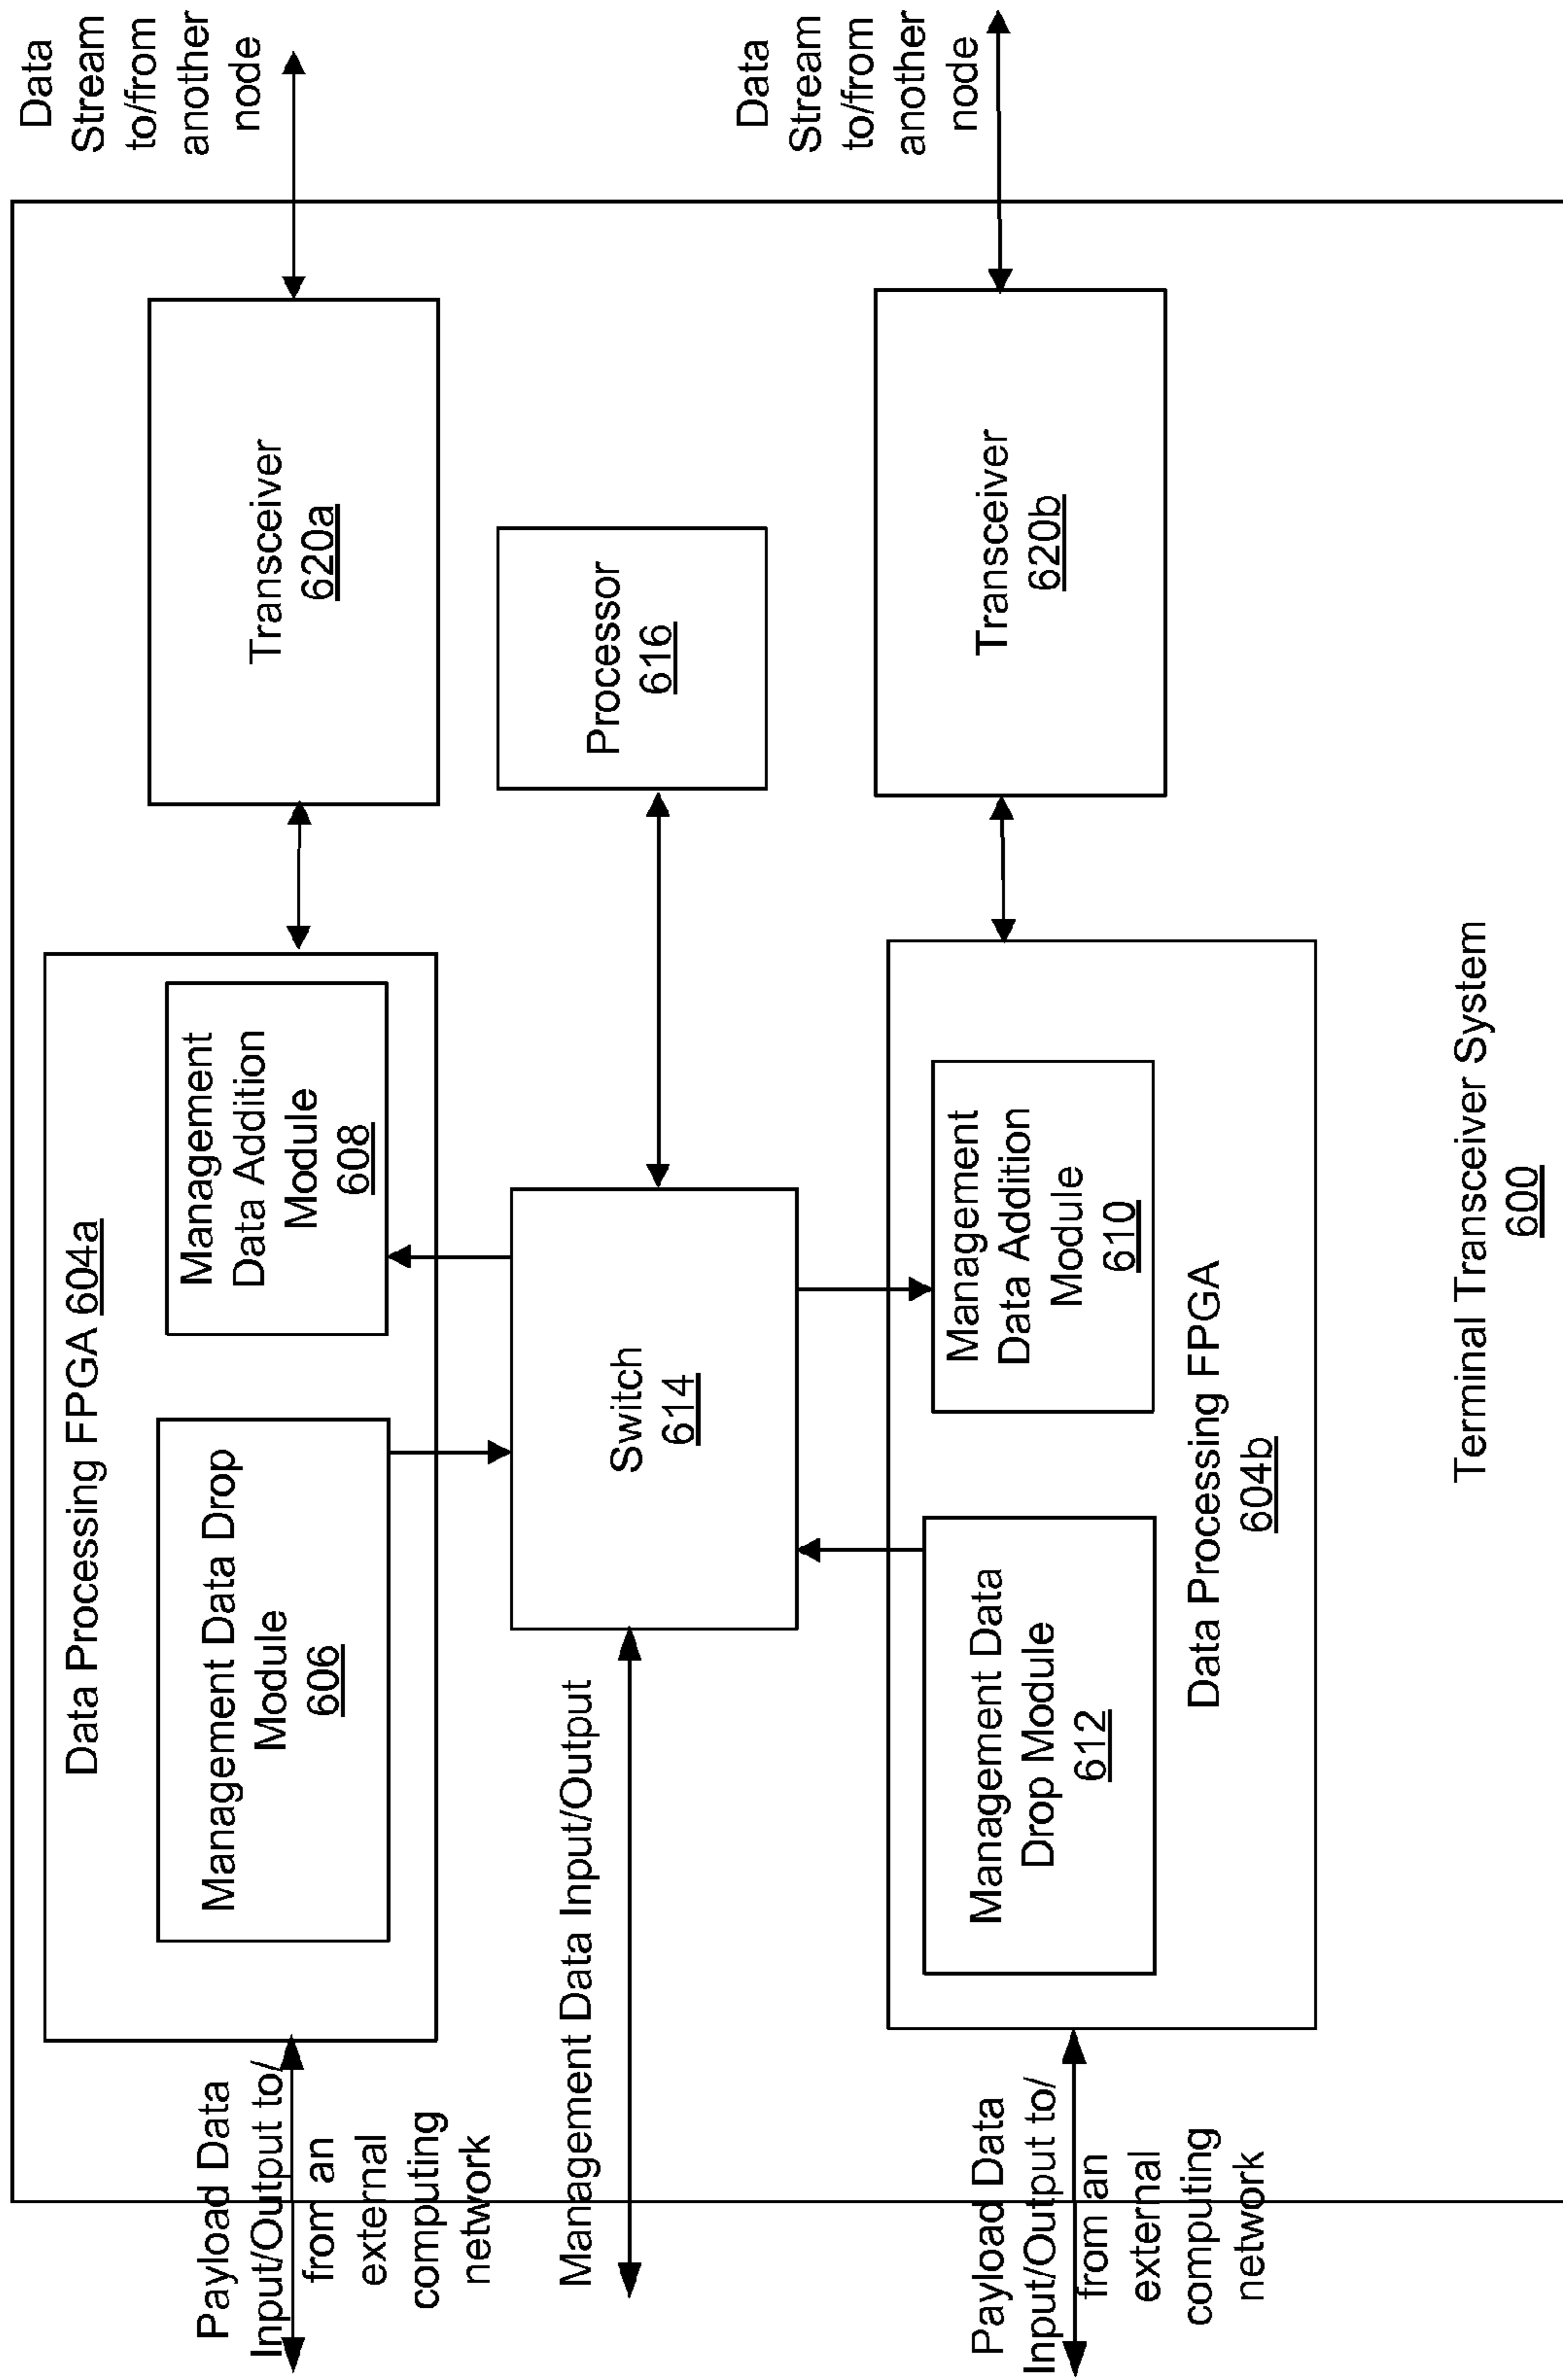 Data
Stream
to/from
another
node
Data
Stream
to/from
another
node
Transceiver
620a
Processor
616
Transceiver
620b
Data Processing FPGA 604a
Management
Data Addition
Module
608
Management Data Drop
Module
606
Switch
614
Management
Data Addition
Module
610
Management Data
Drop Module
612
Data Processing FPGA
604b
Payload Data
Input/Output to/
from an
external
computing
network
Management Data Input/Output
Payload Data
Input/Output to/
from an
external
computing
network
Terminal Transceiver System
600